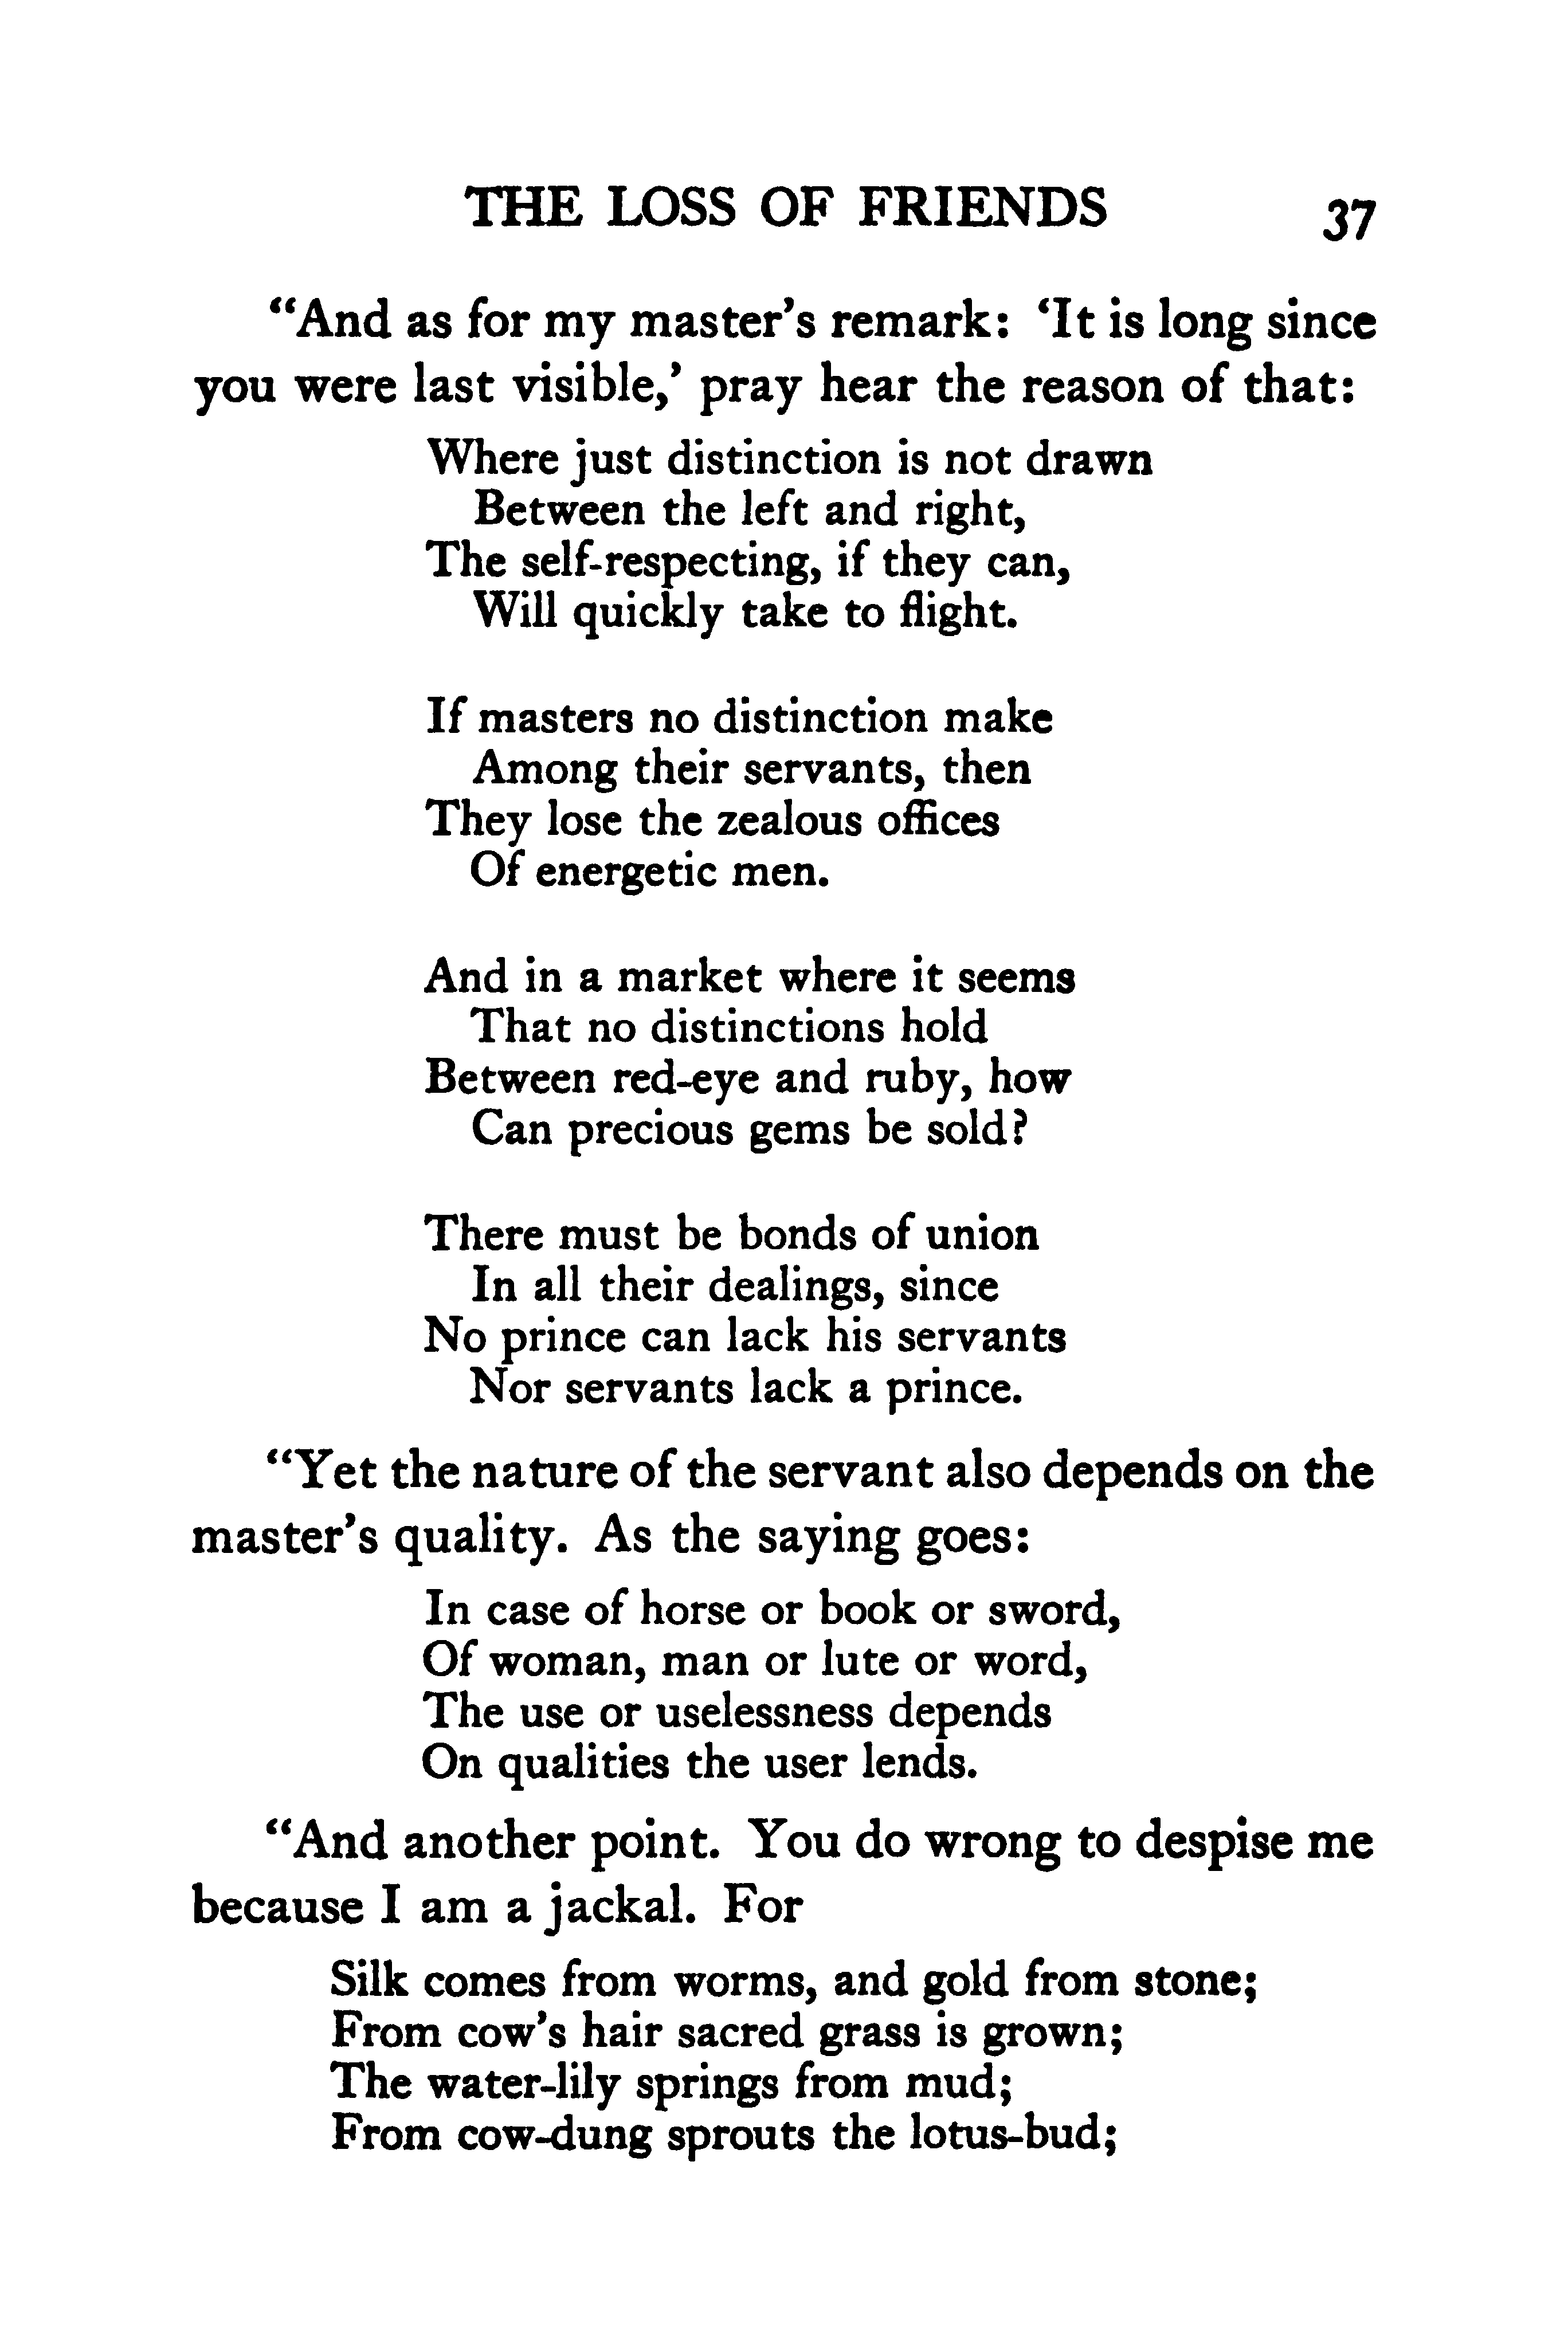 THE LOSS OF FRIENDS 37
“And as for my master’s remark: ‘It is long since
you were last visible,’ pray hear the reason of that:
Where just distinction is not drawn
Between the left and right,
The self-respecting, if they can,
Will quickly take to flight.
If masters no distinction make
Among their servants, then
They lose the zealous offices
Of energetic men.
And in a market where it seems
That no distinctions hold
Between red-eye and ruby, how
Can precious gems be sold?
There must be bonds of union
In all their dealings, since
No prince can lack his servants
Nor servants lack a prince.
“Yet the nature of the servant also depends on the
master’s quality. As the saying goes:
In case of horse or book or sword,
Of woman, man or lute or word,
The use or uselessness depends
On qualities the user lends.
“And another point. You do wrong to despise me
because I am a jackal. For
Silk comes from worms, and gold from stone;
From cow’s hair sacred grass is grown;
The water-lily springs from mud;
From cow-dung sprouts the lotus-bud;